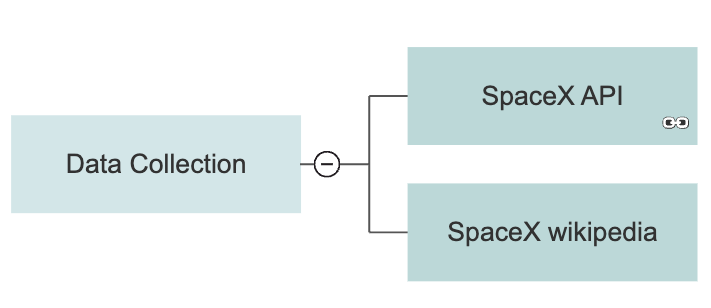 Data Collection
SpaceX API
SpaceX wikipedia